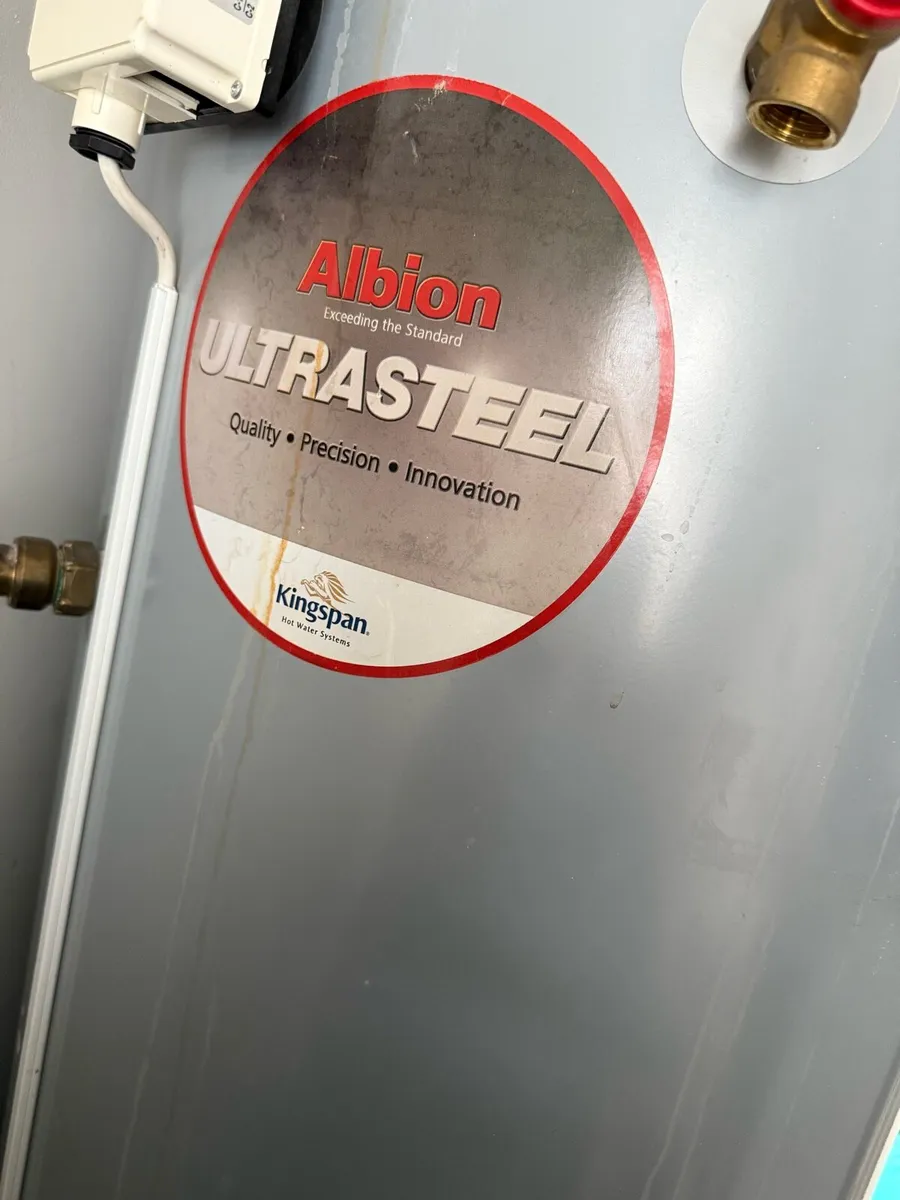 Albion
Exceeding the Standard
ULTRASTEEL
Quality • Precision • Innovation
Kingspan®
Hot Water Systems